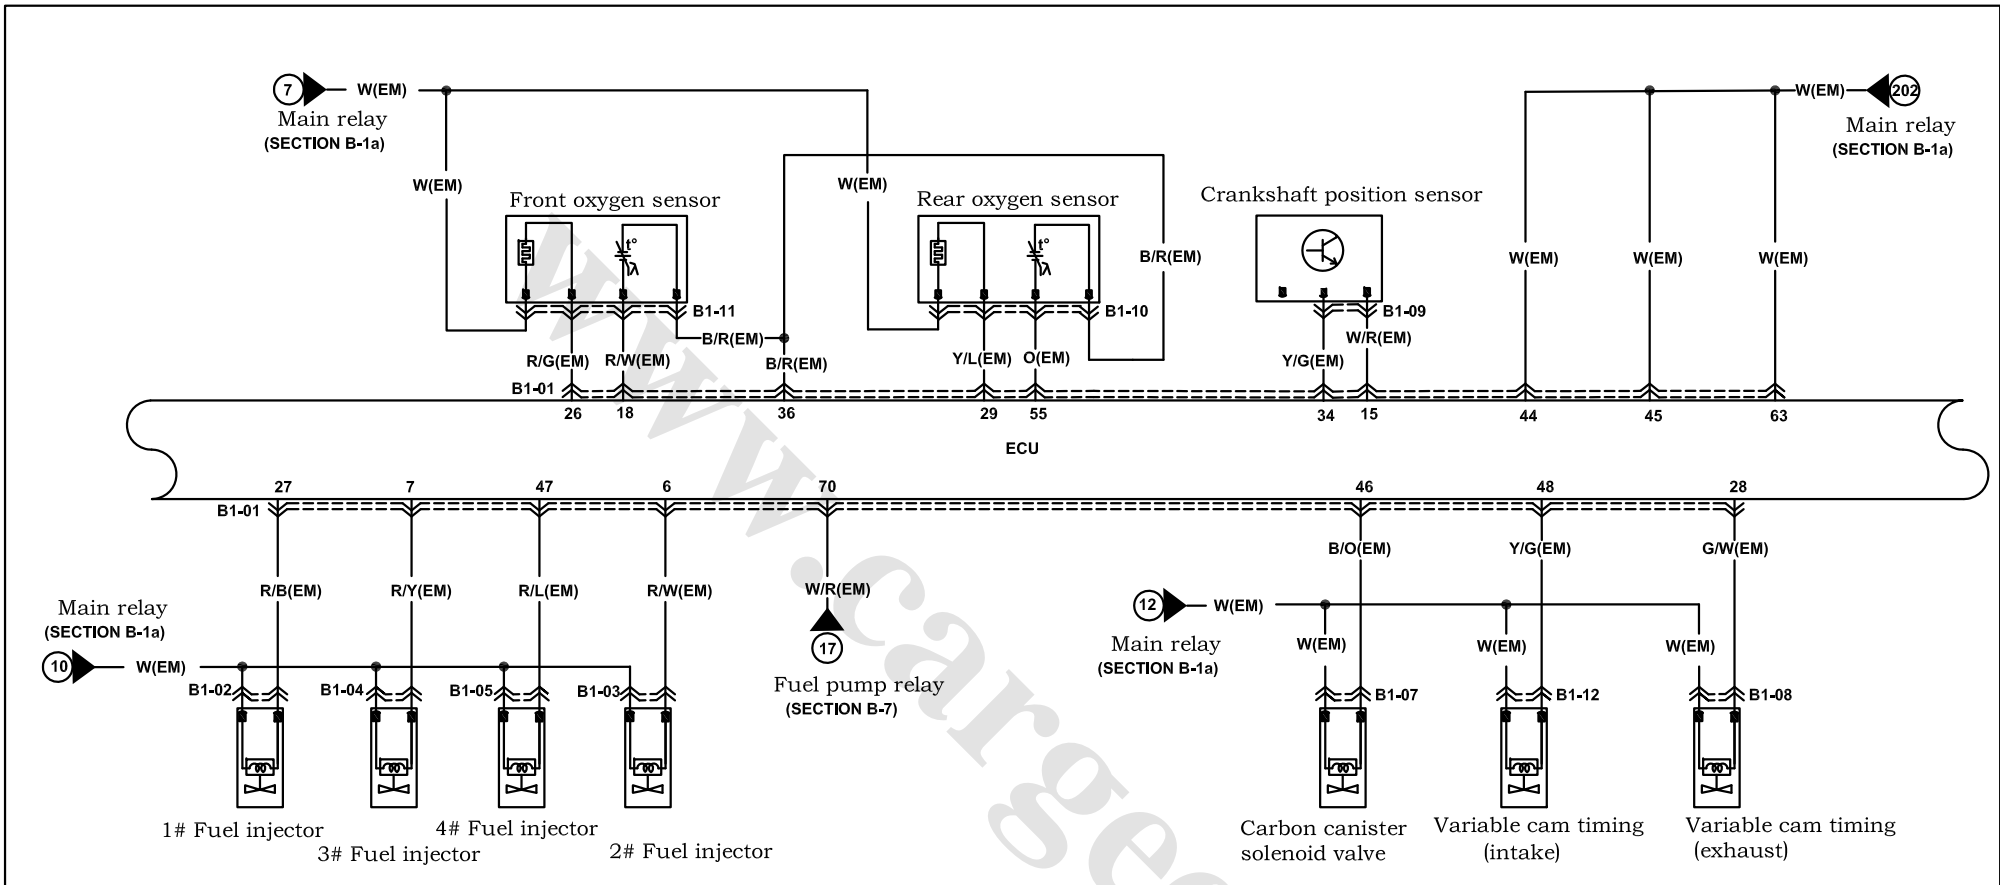 7 W(EM)
Main relay
(SECTION B-1a)
W(EM) 202
Main relay
(SECTION B-1a)
W(EM)
W(EM)
Front oxygen sensor
Rear oxygen sensor
Crankshaft position sensor
t°
λ
t°
λ
B/R(EM)
W(EM)
W(EM)
W(EM)
B1-11
B1-10
B1-09
B/R(EM)
W/R(EM)
R/G(EM)
R/W(EM)
B/R(EM)
Y/L(EM)
O(EM)
Y/G(EM)
B1-01
26 18 36 29 55 34 15 44 45 63
ECU
27 7 47 6 70 46 48 28
B1-01
B/O(EM)
Y/G(EM)
G/W(EM)
R/B(EM)
R/Y(EM)
R/L(EM)
R/W(EM)
W/R(EM)
Main relay
(SECTION B-1a)
10 W(EM)
12 W(EM)
Main relay
(SECTION B-1a)
17
Fuel pump relay
(SECTION B-7)
W(EM)
W(EM)
W(EM)
B1-02
B1-04
B1-05
B1-03
B1-07
B1-12
B1-08
1# Fuel injector
3# Fuel injector
4# Fuel injector
2# Fuel injector
Carbon canister
solenoid valve
Variable cam timing
(intake)
Variable cam timing
(exhaust)